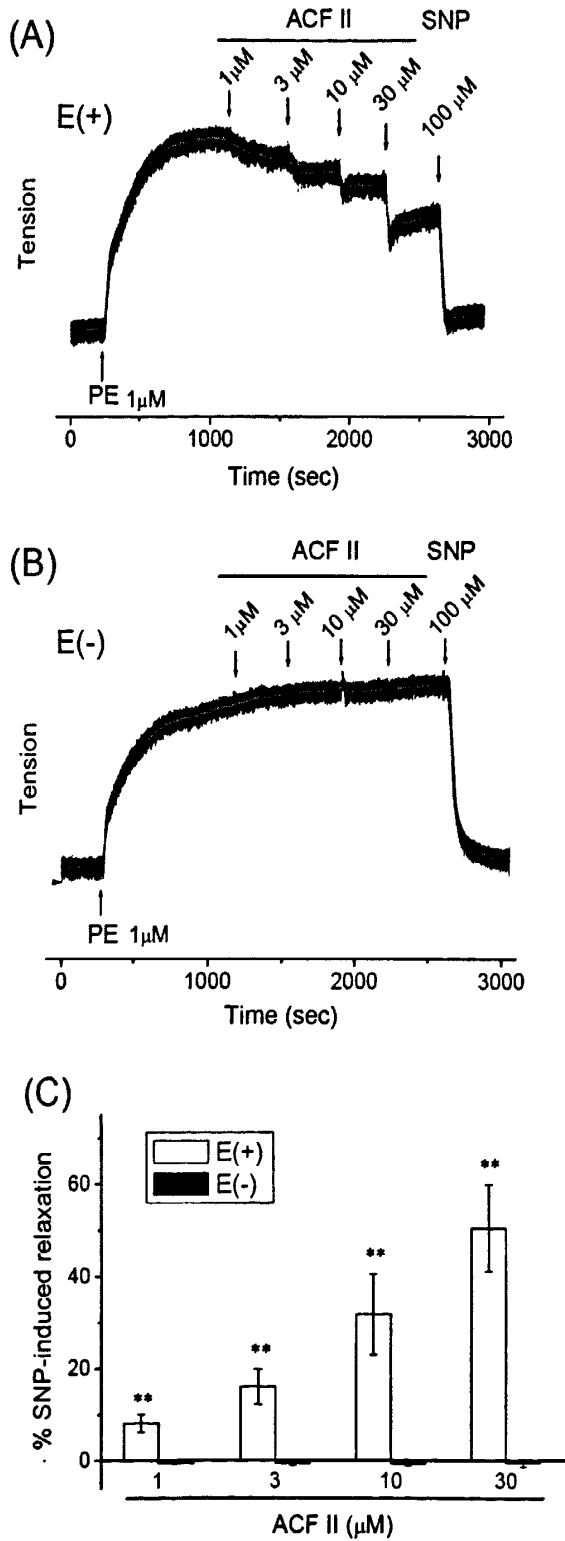 (A)
ACF II
SNP
1μM
3 μM
10 μM
30 μM
100 μM
E(+)
Tension
PE 1μM
0
1000
2000
3000
Time (sec)
(B)
ACF II
SNP
1μM
3 μM
10 μM
30 μM
100 μM
E(-)
Tension
PE 1μM
0
1000
2000
3000
Time (sec)
(C)
E(+)
E(-)
% SNP-induced relaxation
60
40
20
0
**
**
**
**
1
3
10
30
ACF II (μM)